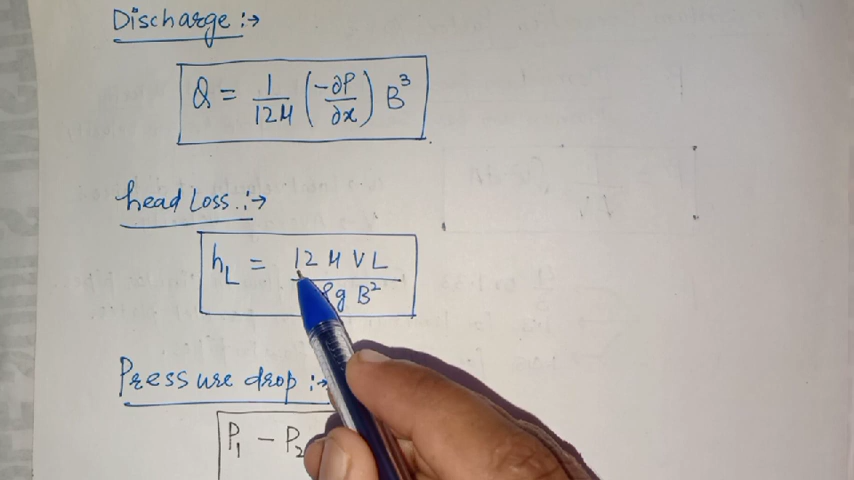 Discharge :→
Q = 1/12μ (-∂P/∂x) B³
head Loss :→
h_L = 12 μ V L / ρg B²
Pressure drop :→
P₁ - P₂